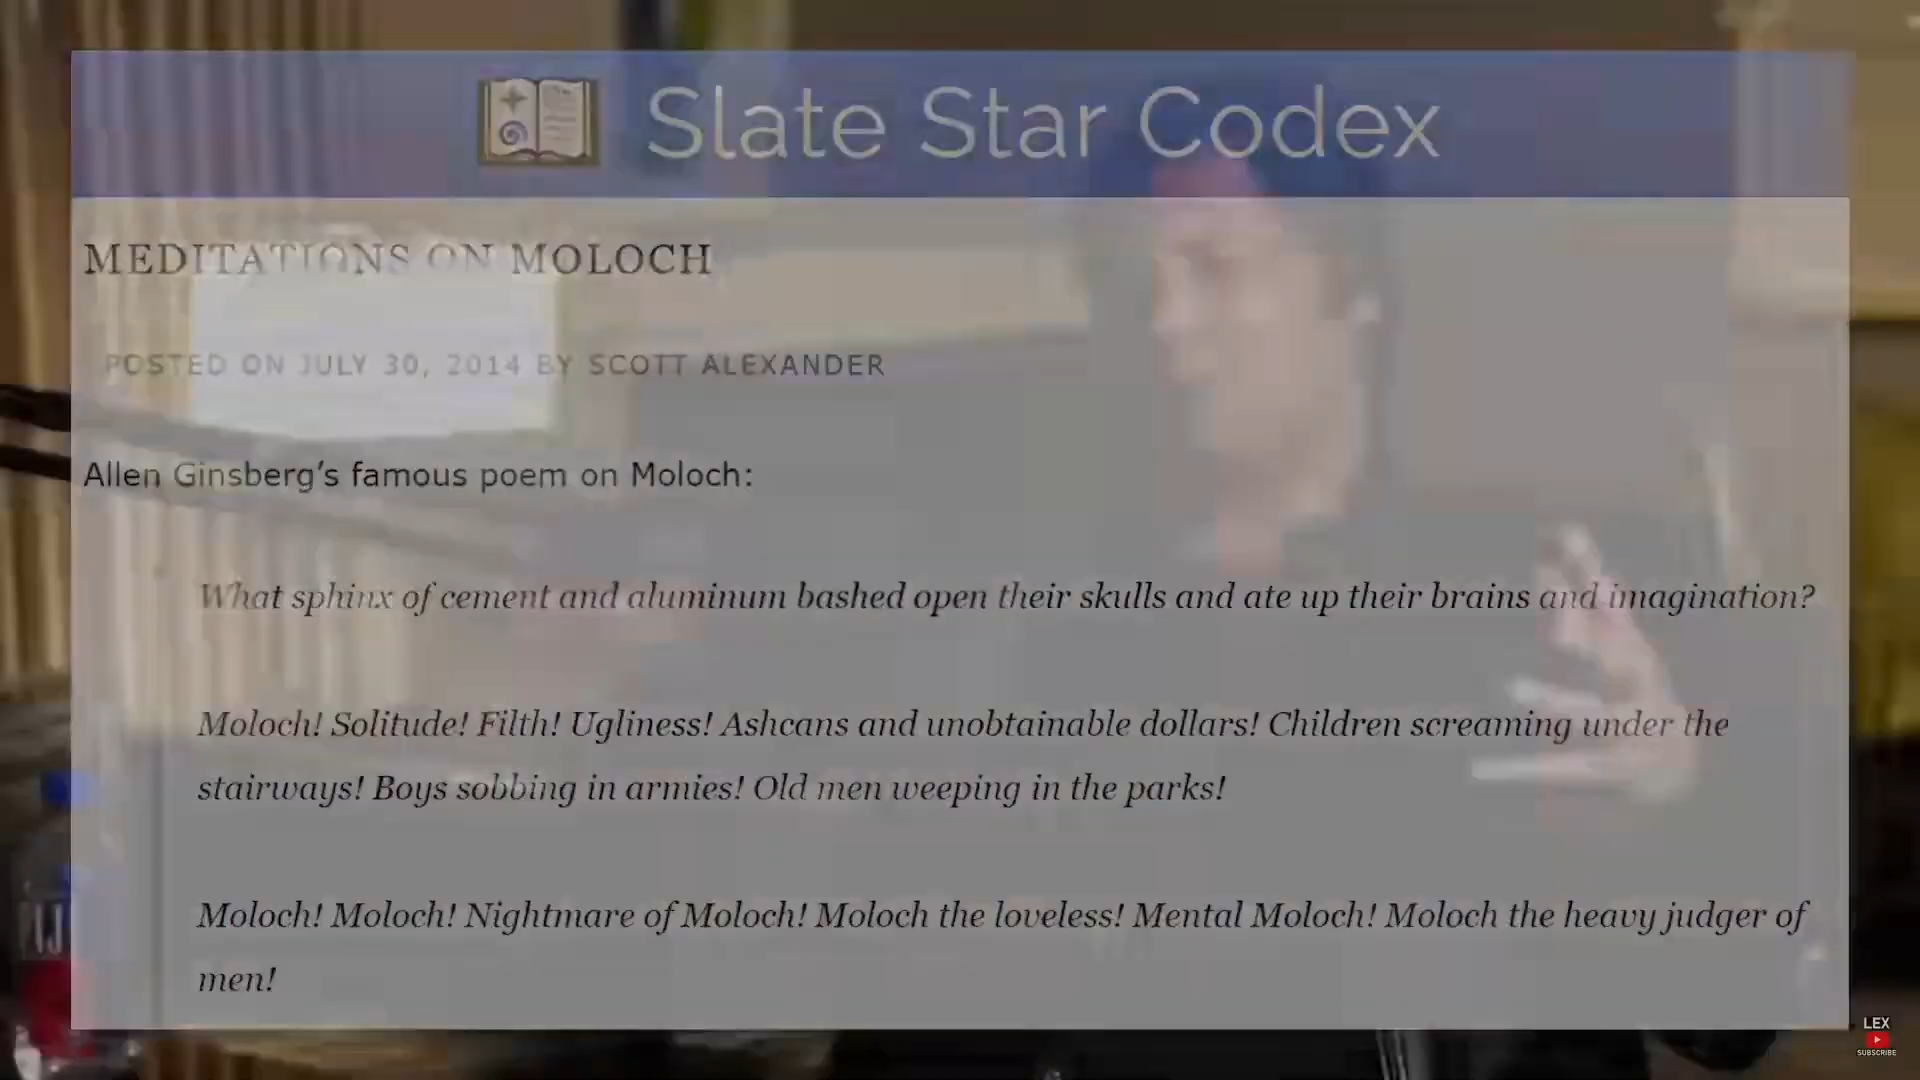 Slate Star Codex
MEDITATIONS ON MOLOCH
POSTED ON JULY 30, 2014 BY SCOTT ALEXANDER
Allen Ginsberg’s famous poem on Moloch:
What sphinx of cement and aluminum bashed open their skulls and ate up their brains and imagination?
Moloch! Solitude! Filth! Ugliness! Ashcans and unobtainable dollars! Children screaming under the
stairways! Boys sobbing in armies! Old men weeping in the parks!
Moloch! Moloch! Nightmare of Moloch! Moloch the loveless! Mental Moloch! Moloch the heavy judger of
men!
LEX
SUBSCRIBE